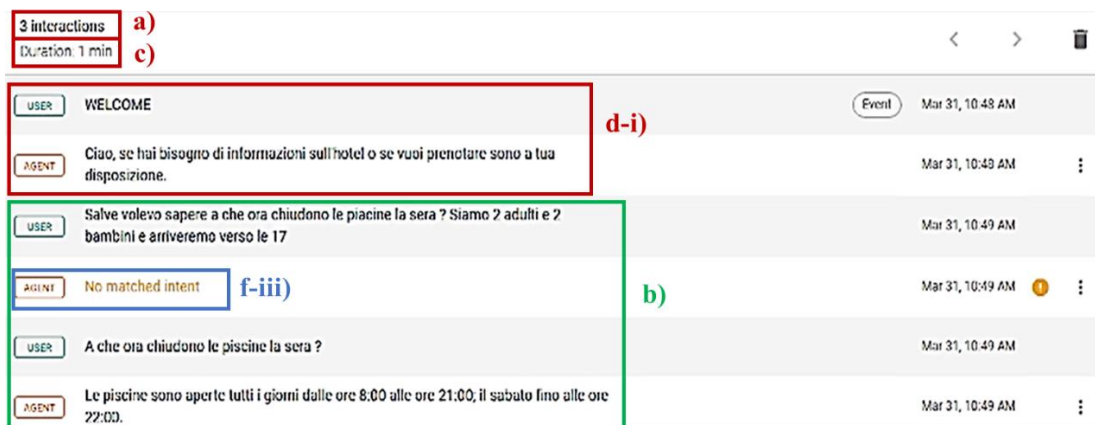 3 interactions a)
Duration: 1 min c)
USER WELCOME Event Mar 31, 10:48 AM
d-i)
AGENT Ciao, se hai bisogno di informazioni sull'hotel o se vuoi prenotare sono a tua
disposizione. Mar 31, 10:48 AM
USER Salve volevo sapere a che ora chiudono le piacine la sera ? Siamo 2 adulti e 2
bambini e arriveremo verso le 17 Mar 31, 10:49 AM
AGENT No matched intent f-iii) Mar 31, 10:49 AM
b)
USER A che ora chiudono le piscine la sera ? Mar 31, 10:49 AM
AGENT Le piscine sono aperte tutti i giorni dalle ore 8:00 alle ore 21:00; il sabato fino alle ore
22:00. Mar 31, 10:49 AM